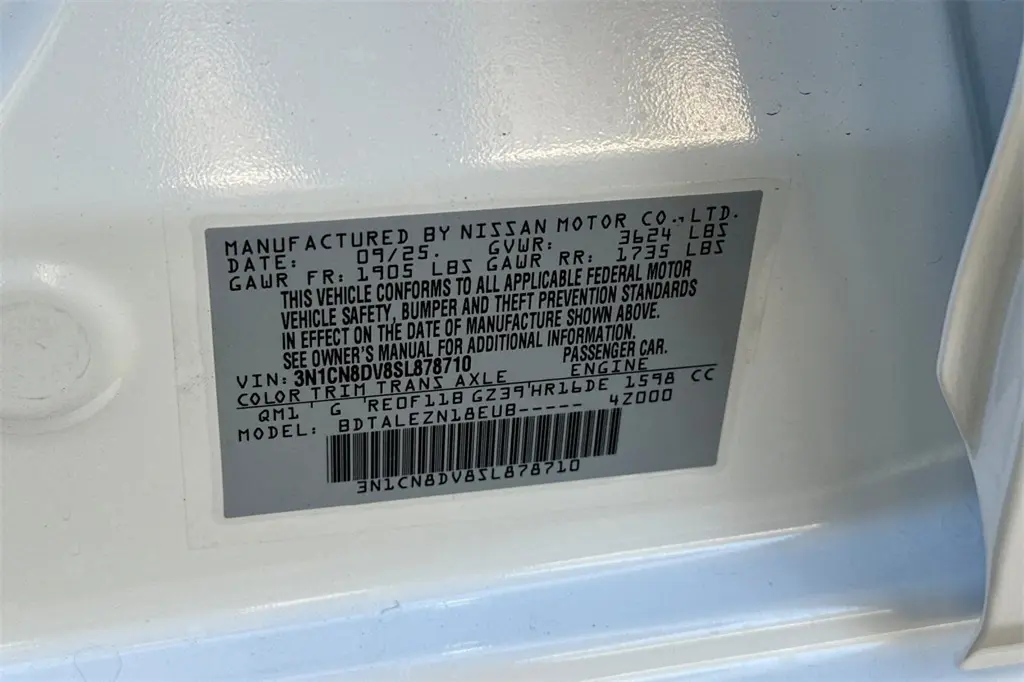 MANUFACTURED BY NISSAN MOTOR CO., LTD.
DATE: 09/25. GVWR: 3624 LBS
GAWR FR: 1905 LBS GAWR RR: 1735 LBS
THIS VEHICLE CONFORMS TO ALL APPLICABLE FEDERAL MOTOR
VEHICLE SAFETY, BUMPER AND THEFT PREVENTION STANDARDS
IN EFFECT ON THE DATE OF MANUFACTURE SHOWN ABOVE.
SEE OWNER'S MANUAL FOR ADDITIONAL INFORMATION.
VIN: 3N1CN8DV8SL878710 PASSENGER CAR.
COLOR TRIM TRANS AXLE ENGINE
QM1 ' G 'RE0F11B GZ39'HR16DE 1598 CC
MODEL: BDTALEZN18EUB----- 4Z000
3N1CN8DV8SL878710